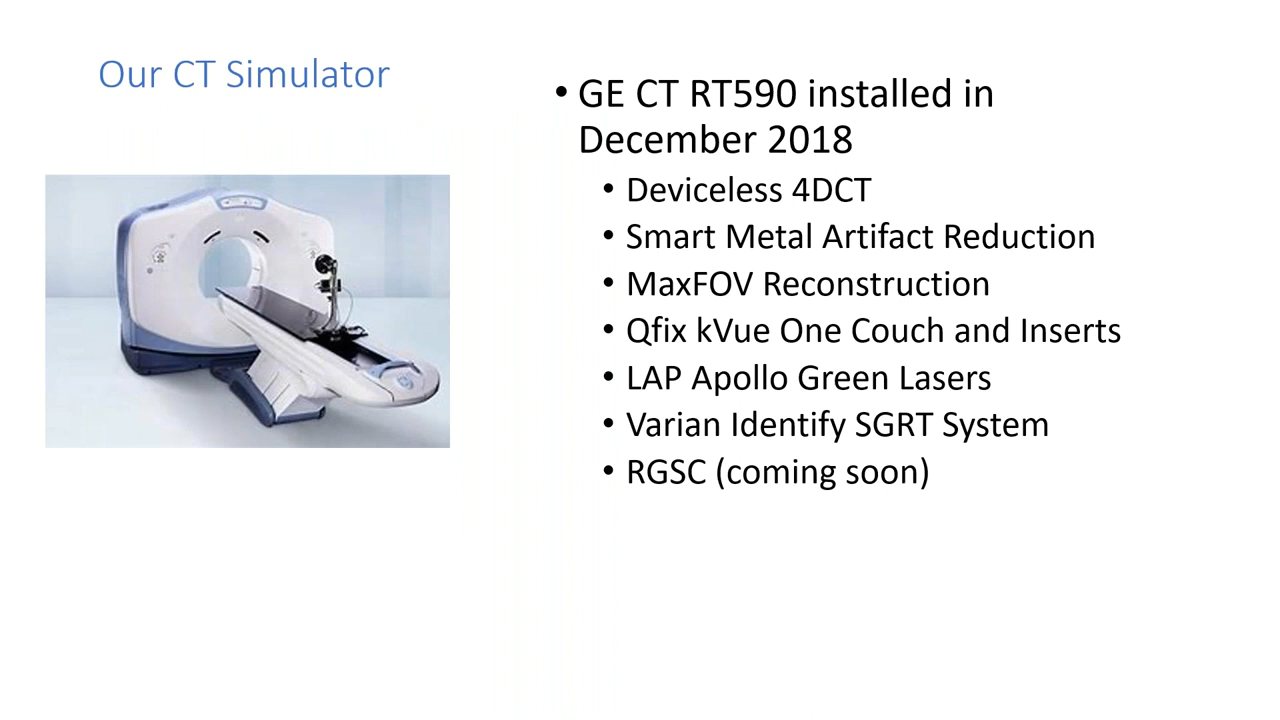 Our CT Simulator
• GE CT RT590 installed in
December 2018
• Deviceless 4DCT
• Smart Metal Artifact Reduction
• MaxFOV Reconstruction
• Qfix kVue One Couch and Inserts
• LAP Apollo Green Lasers
• Varian Identify SGRT System
• RGSC (coming soon)